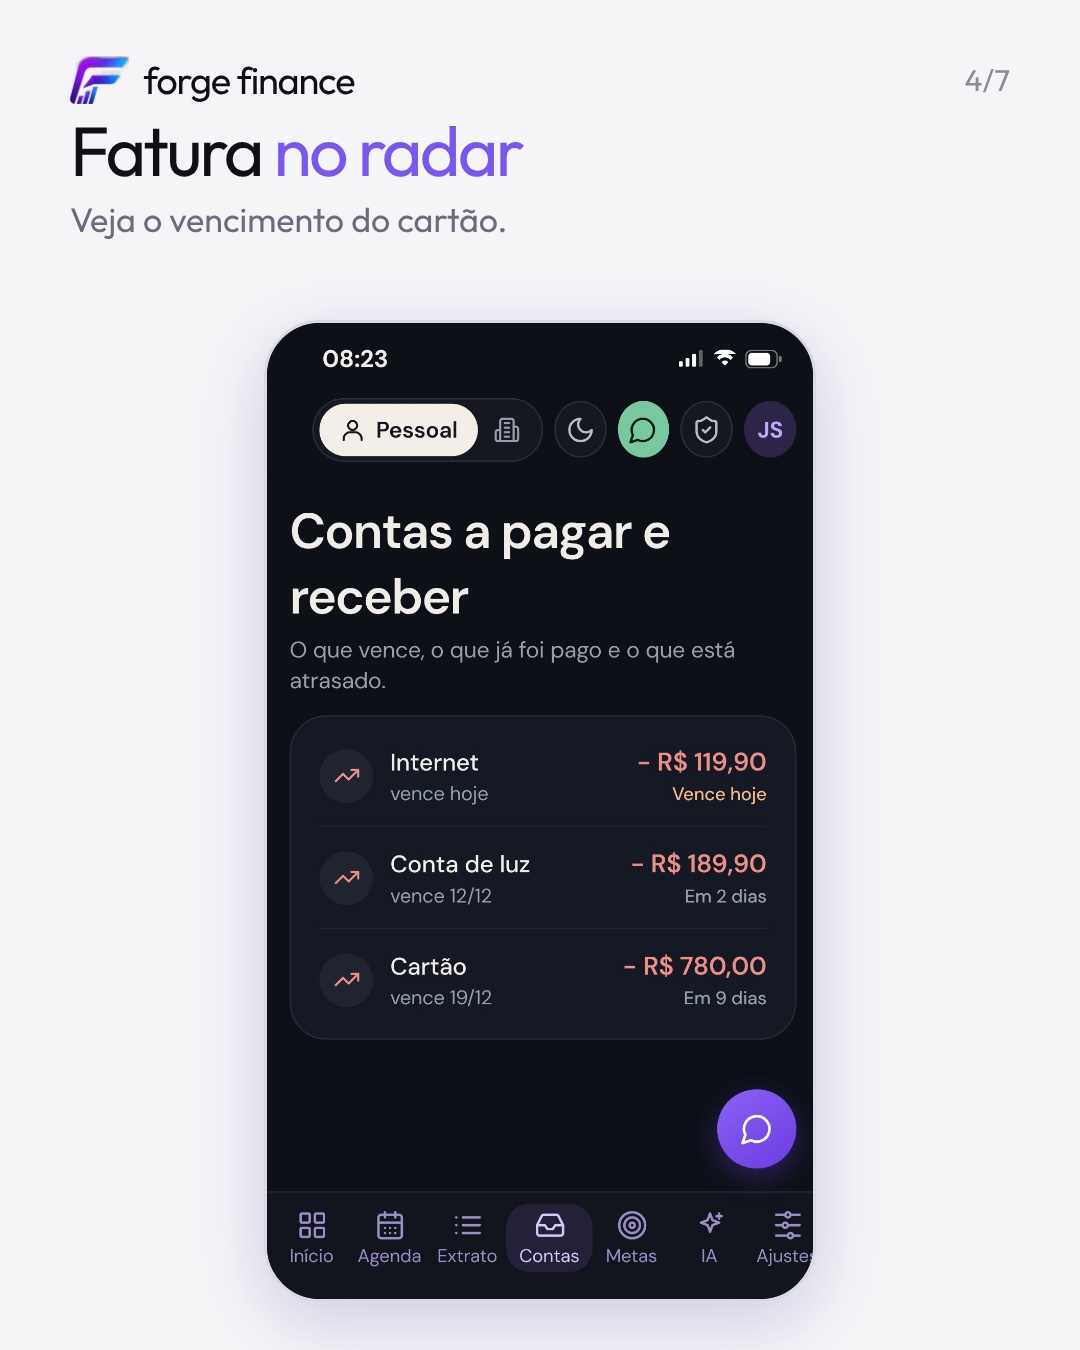 forge finance
4/7
Fatura no radar
Veja o vencimento do cartão.
08:23
Pessoal
JS
Contas a pagar e
receber
O que vence, o que já foi pago e o que está
atrasado.
Internet
- R$ 119,90
vence hoje
Vence hoje
Conta de luz
- R$ 189,90
vence 12/12
Em 2 dias
Cartão
- R$ 780,00
vence 19/12
Em 9 dias
Início
Agenda
Extrato
Contas
Metas
IA
Ajustes